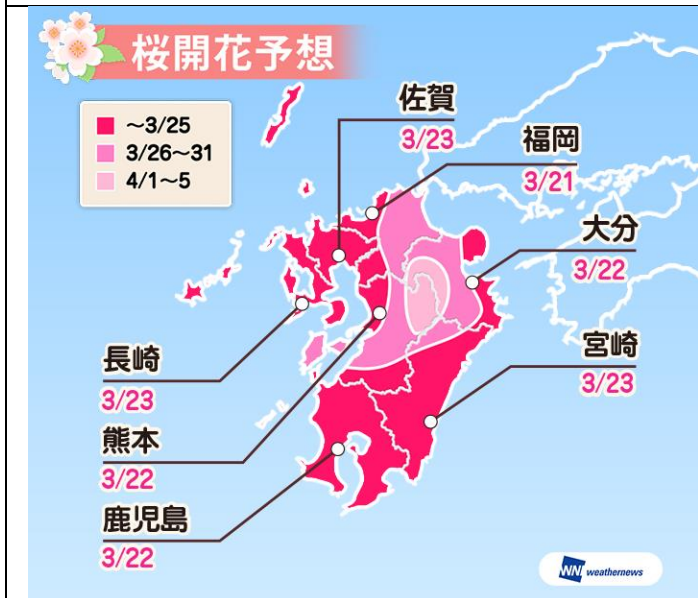 桜開花予想
~3/25
3/26~31
4/1~5
佐賀
3/23
福岡
3/21
大分
3/22
宮崎
3/23
長崎
3/23
熊本
3/22
鹿児島
3/22
WNI weathernews